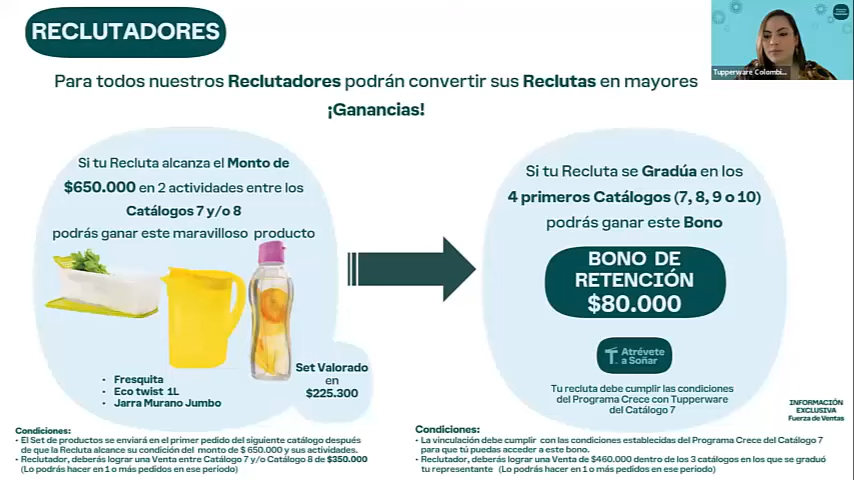 RECLUTADORES
Tupperware Colombi...
Para todos nuestros Reclutadores podrán convertir sus Reclutas en mayores
¡Ganancias!
Si tu Recluta alcanza el Monto de
$650.000 en 2 actividades entre los
Catálogos 7 y/o 8
podrás ganar este maravilloso producto
• Fresquita
• Eco twist 1L
• Jarra Murano Jumbo
Set Valorado
en
$225.300
Condiciones:
• El Set de productos se enviará en el primer pedido del siguiente catálogo después
de que la Recluta alcance su condición del monto de $ 650.000 y sus actividades.
• Reclutador, deberás lograr una Venta entre Catálogo 7 y/o Catálogo 8 de $350.000
(Lo podrás hacer en 1 o más pedidos en ese periodo)
Si tu Recluta se Gradúa en los
4 primeros Catálogos (7, 8, 9 o 10)
podrás ganar este Bono
BONO DE
RETENCIÓN
$80.000
T. Atrévete
a Soñar
Tu recluta debe cumplir las condiciones
del Programa Crece con Tupperware
del Catálogo 7
INFORMACIÓN
EXCLUSIVA
Fuerza de Ventas
Condiciones:
• La vinculación debe cumplir con las condiciones establecidas del Programa Crece del Catálogo 7
para que tú puedas acceder a este bono.
• Reclutador, deberás lograr una Venta de $460.000 dentro de los 3 catálogos en los que se graduó
tu representante (Lo podrás hacer en 1 o más pedidos en ese periodo)